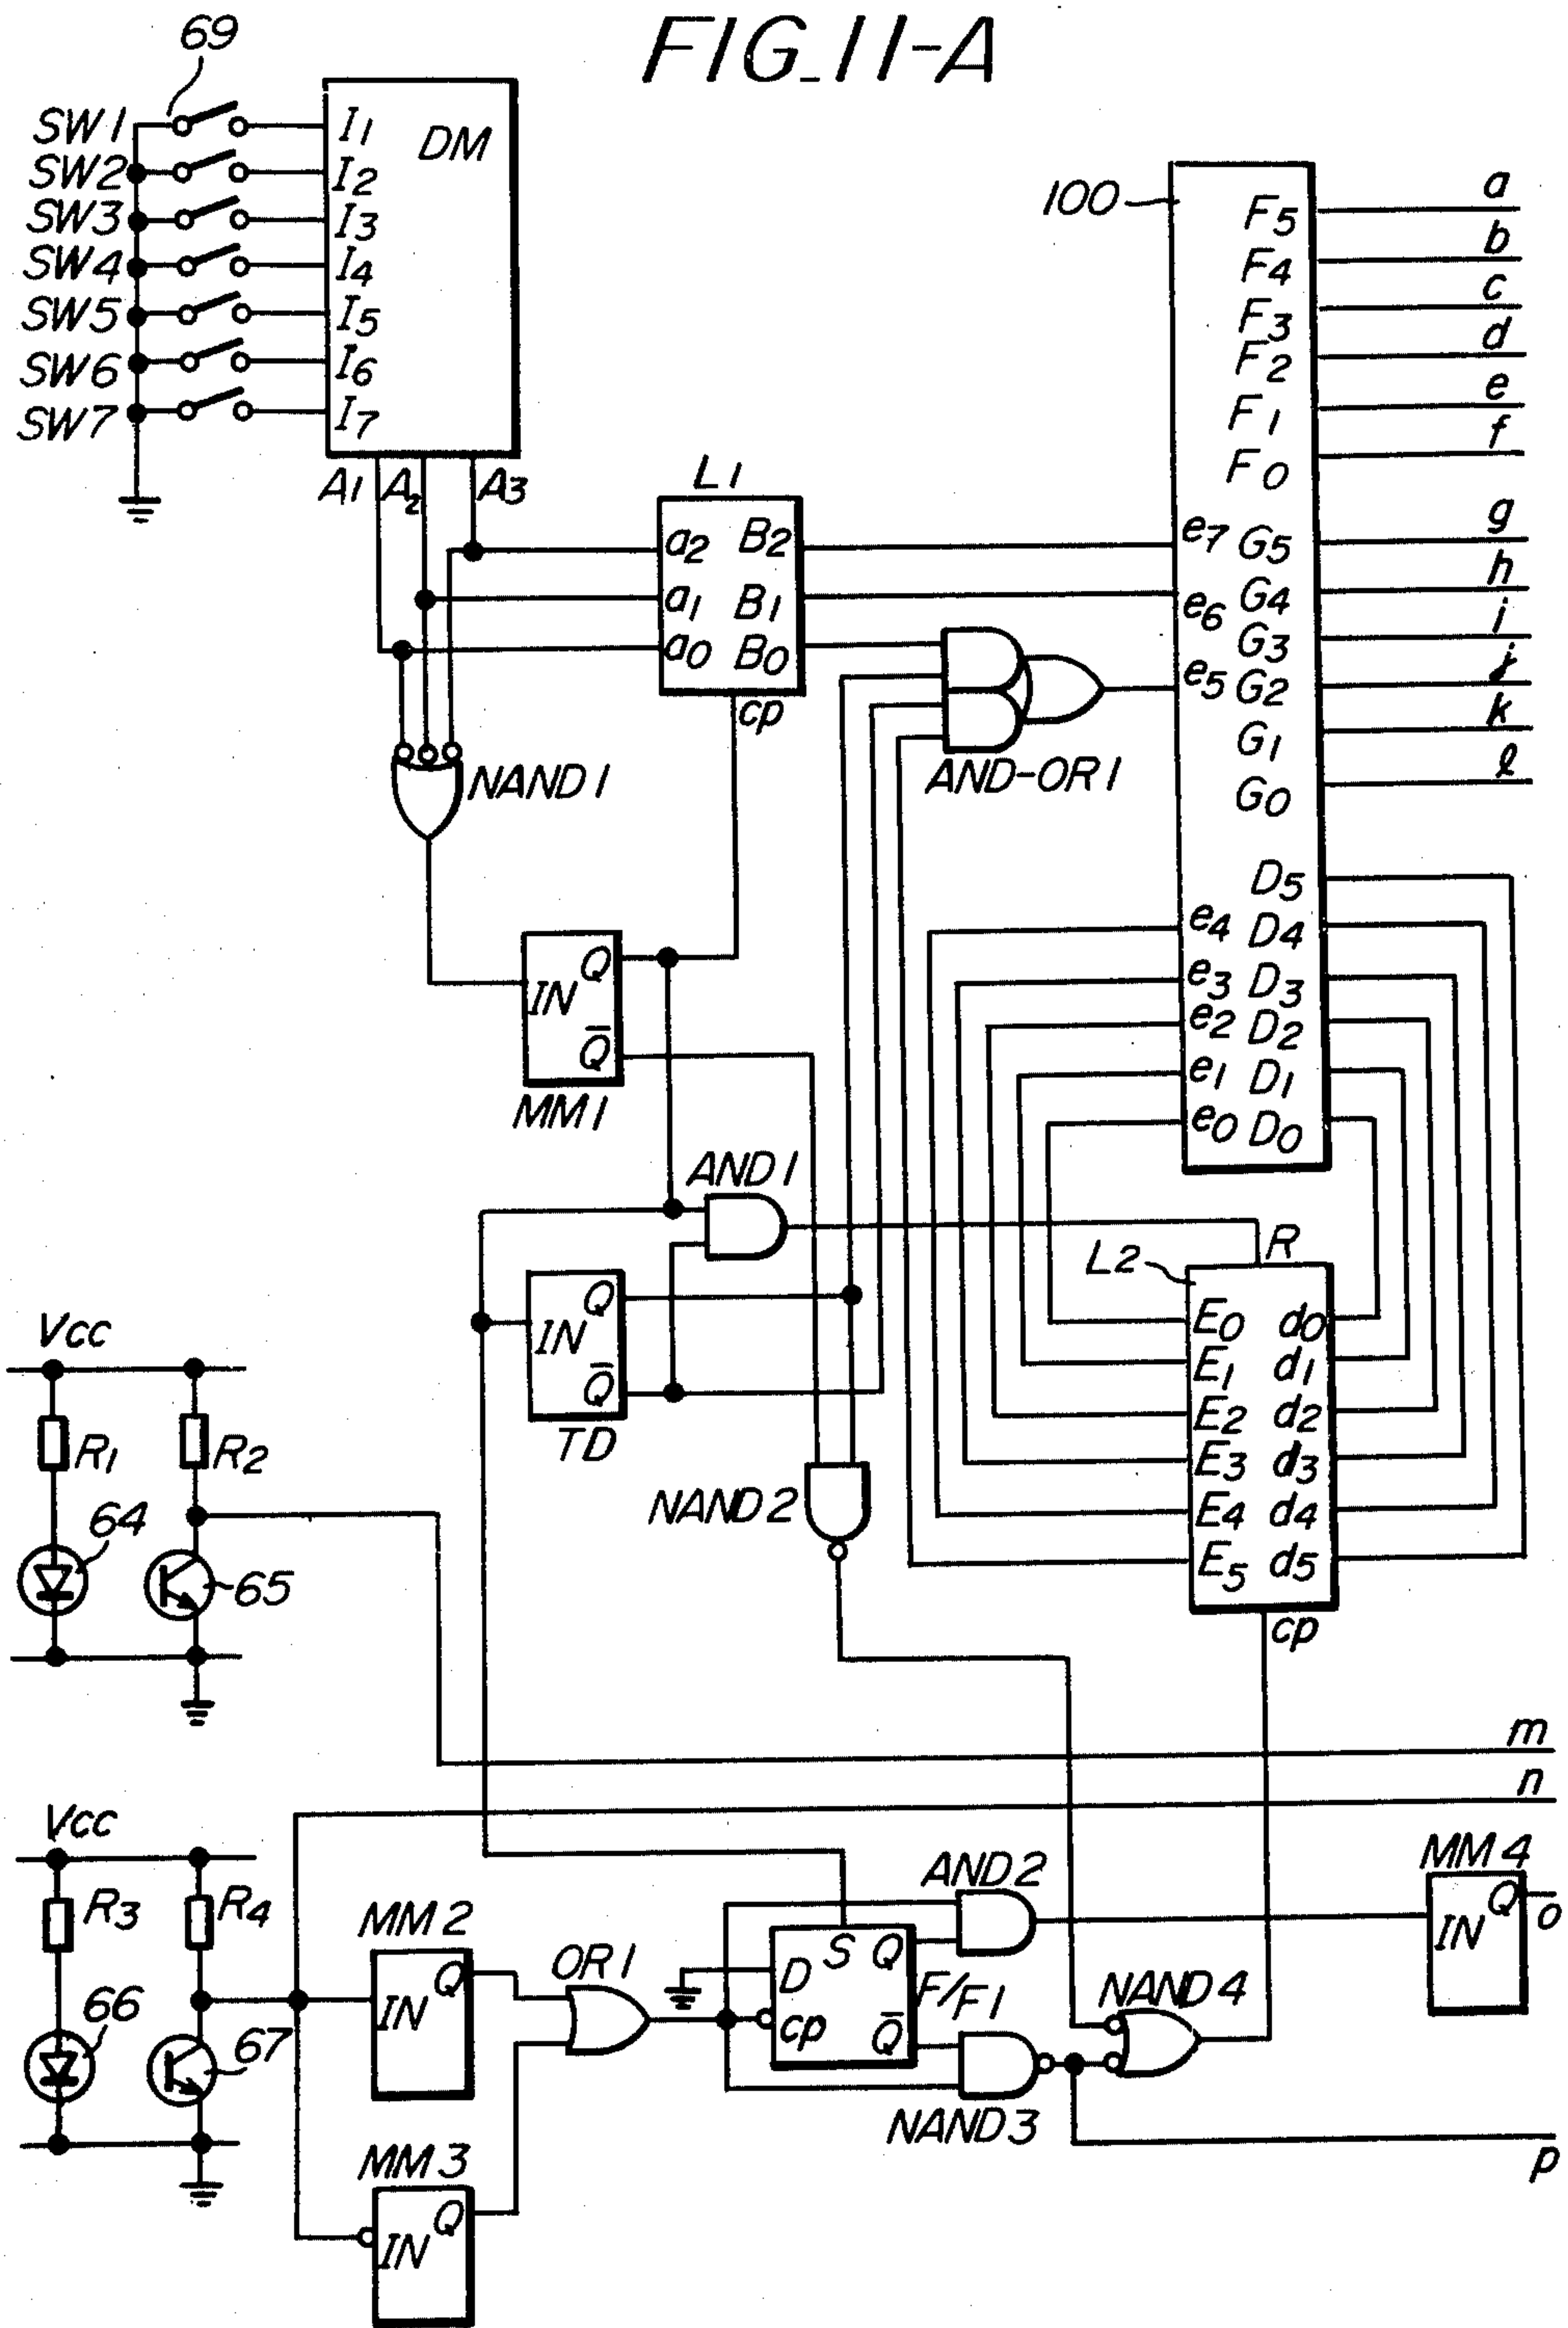 FIG_11-A
69
SW1
I1
DM
SW2
I2
SW3
I3
SW4
I4
SW5
I5
SW6
I6
SW7
I7
A1 A2 A3
100
F5
a
F4
b
F3
c
F2
d
F1
e
F0
f
L1
a2 B2
a1 B1
a0 B0
cp
e7 G5
g
e6 G4
h
G3
i
e5 G2
j
G1
k
G0
l
NAND1
AND-OR1
D5
e4 D4
e3 D3
e2 D2
e1 D1
e0 D0
IN Q
Q̅
MM1
AND1
R
L2
IN Q
Q̅
TD
E0 d0
E1 d1
E2 d2
E3 d3
E4 d4
E5 d5
cp
NAND2
Vcc
R1
R2
64
65
m
n
Vcc
R3
R4
66
67
MM2
IN Q
MM3
IN Q
OR1
S
D
Q
cp
Q̅
F/F1
AND2
NAND3
NAND4
MM4
IN Q
o
p